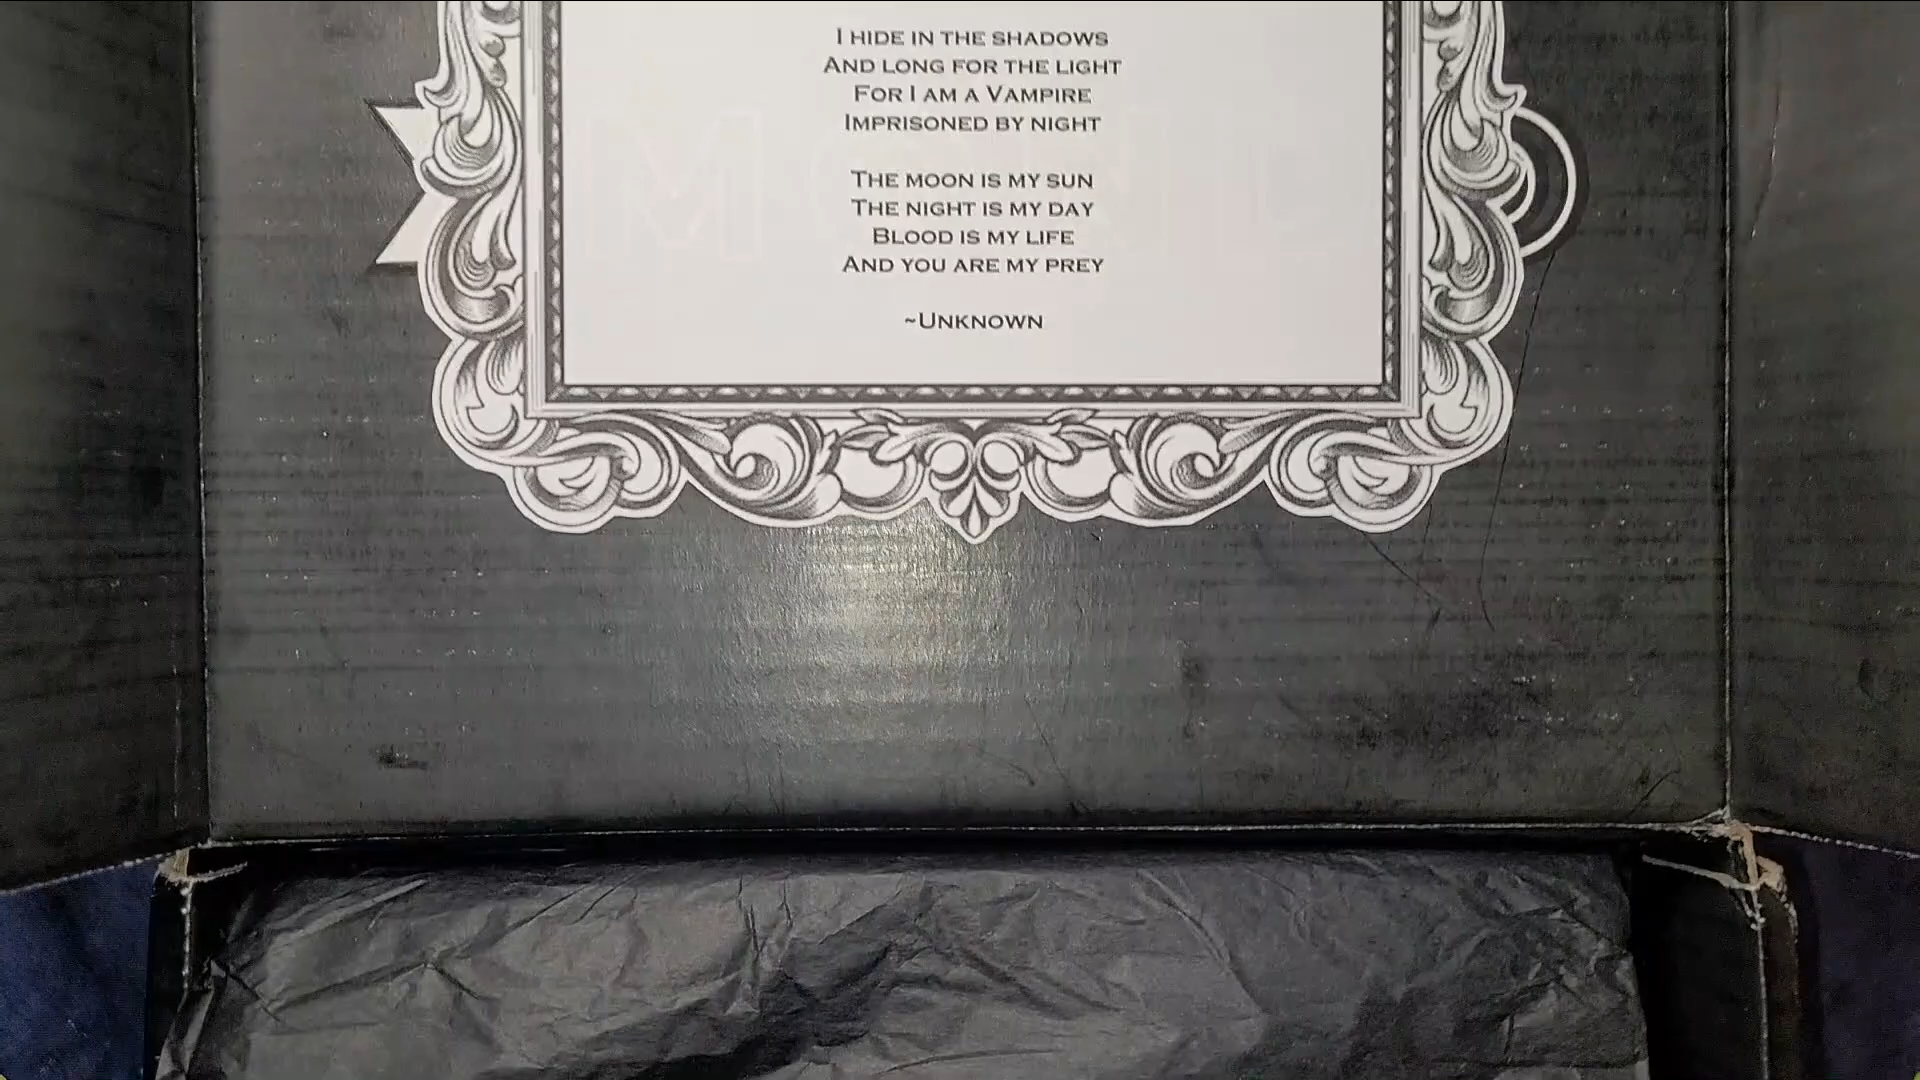 I HIDE IN THE SHADOWS
AND LONG FOR THE LIGHT
FOR I AM A VAMPIRE
IMPRISONED BY NIGHT
THE MOON IS MY SUN
THE NIGHT IS MY DAY
BLOOD IS MY LIFE
AND YOU ARE MY PREY
~UNKNOWN